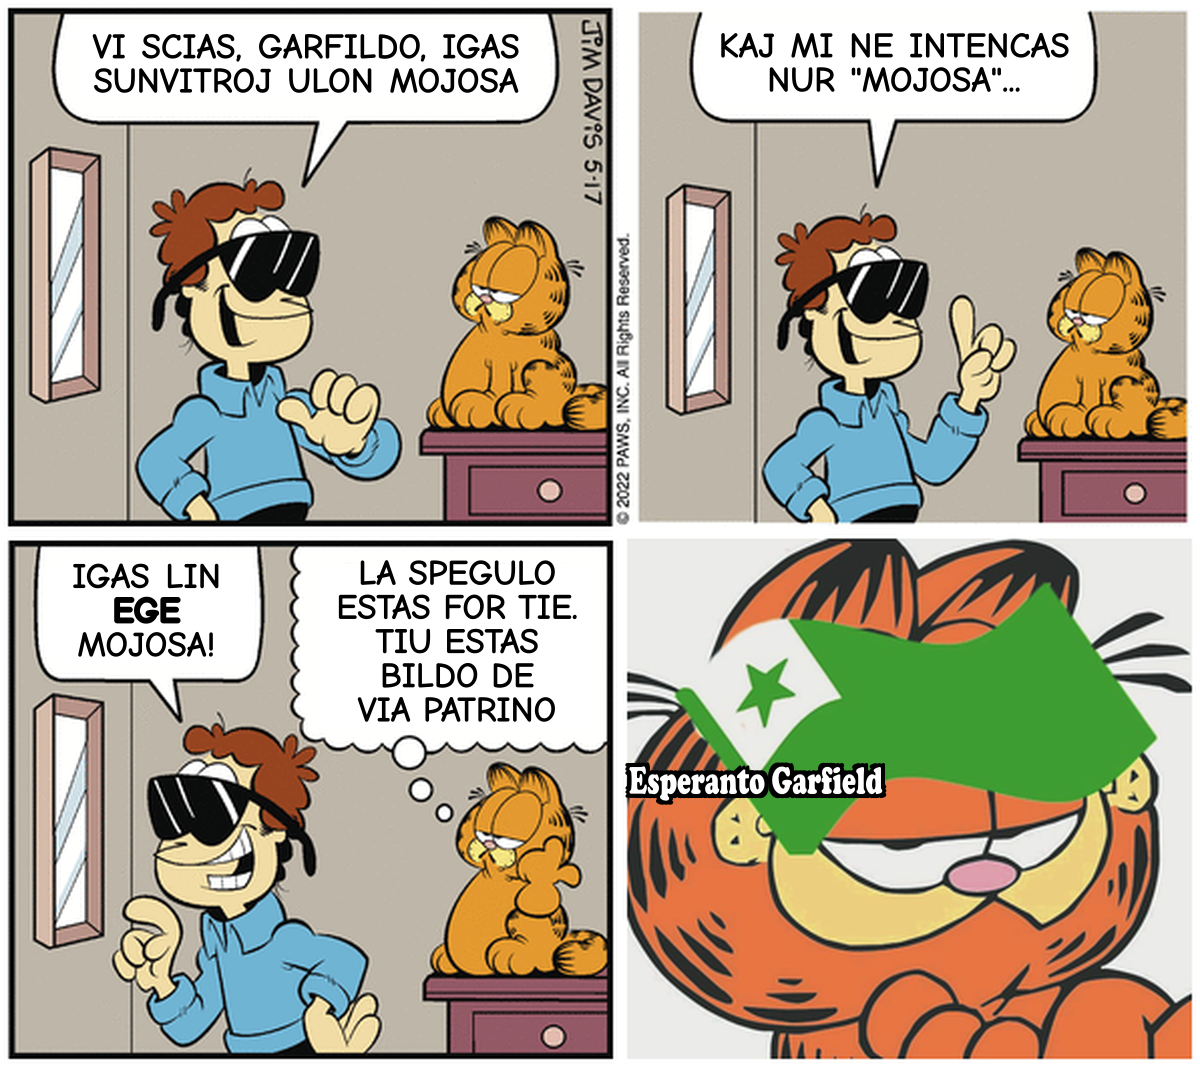 VI SCIAS, GARFILDO, IGAS
SUNVITROJ ULON MOJOSA
JIM DAVIS 5-17
© 2022 PAWS, INC. All Rights Reserved.
KAJ MI NE INTENCAS
NUR "MOJOSA"...
IGAS LIN
EGE
MOJOSA!
LA SPEGULO
ESTAS FOR TIE.
TIU ESTAS
BILDO DE
VIA PATRINO
Esperanto Garfield